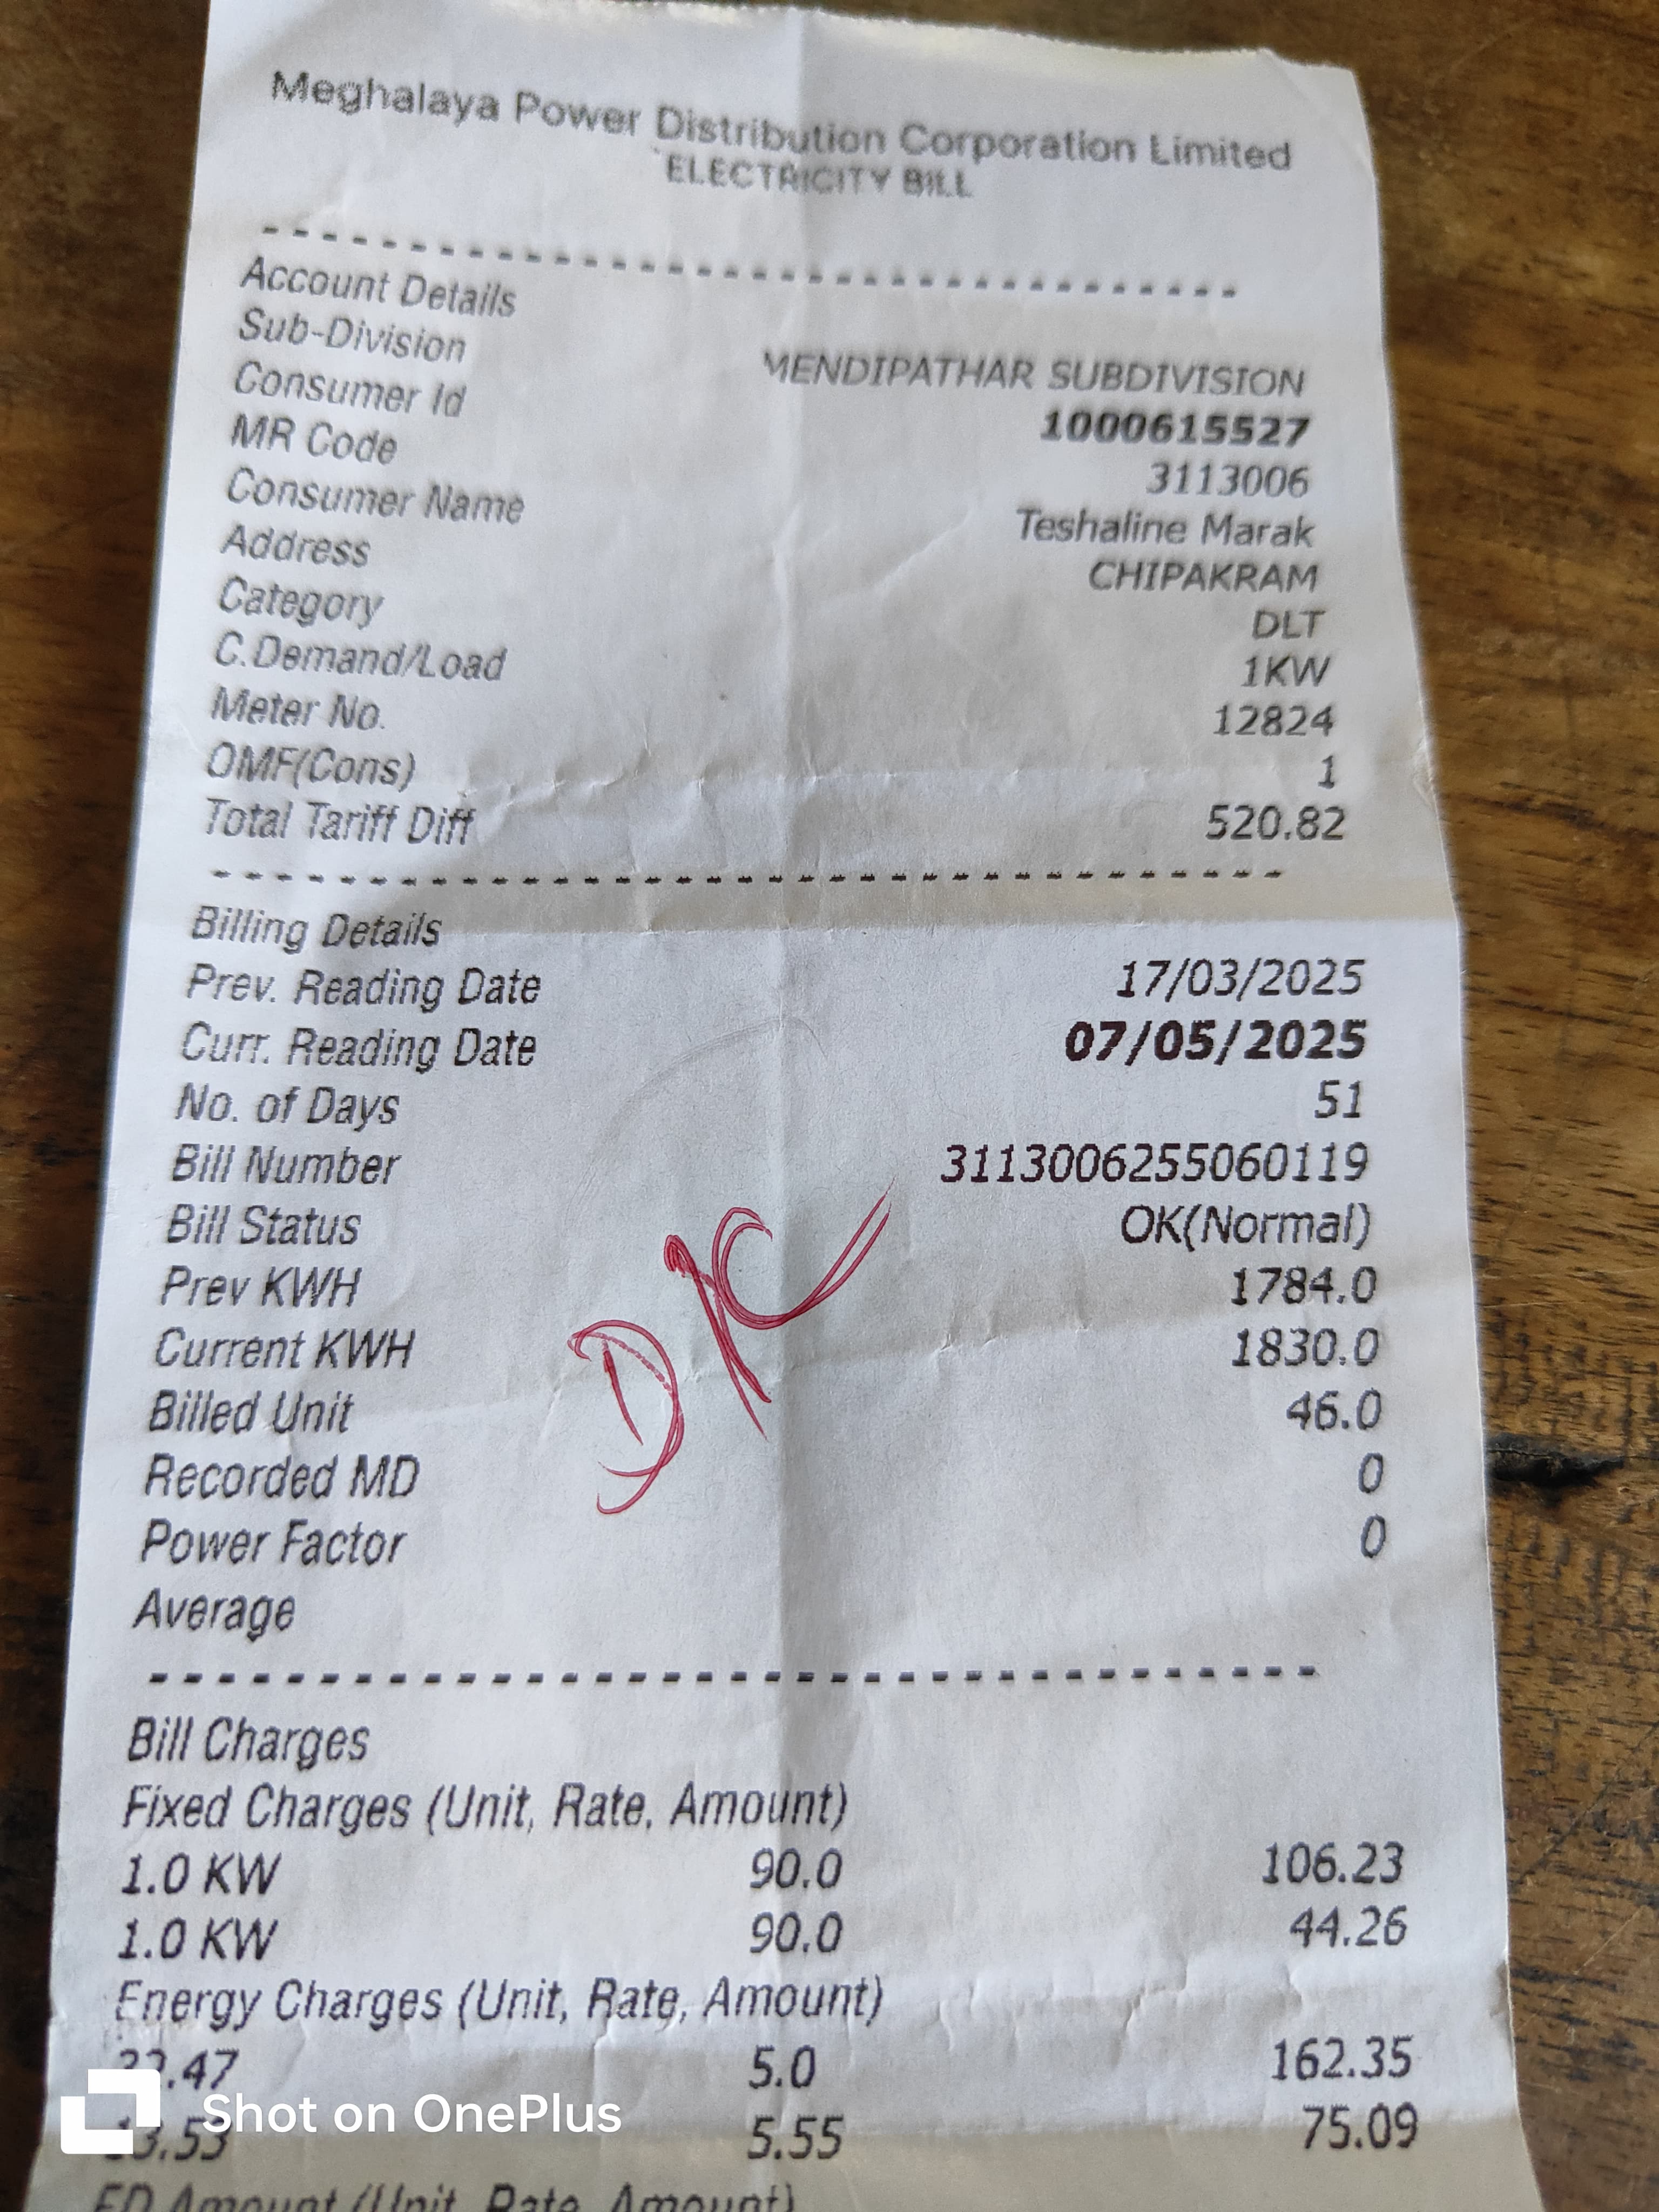 Meghalaya Power Distribution Corporation Limited
ELECTRICITY BILL
Account Details
Sub-Division MENDIPATHAR SUBDIVISION
Consumer Id 1000615527
MR Code 3113006
Consumer Name Teshaline Marak
Address CHIPAKRAM
Category DLT
C.Demand/Load 1KW
Meter No. 12824
OMF(Cons) 1
Total Tariff Diff 520.82
Billing Details
Prev. Reading Date 17/03/2025
Curr. Reading Date 07/05/2025
No. of Days 51
Bill Number 3113006255060119
Bill Status OK(Normal)
Prev KWH 1784.0
Current KWH 1830.0
Billed Unit 46.0
Recorded MD 0
Power Factor 0
Average
Bill Charges
Fixed Charges (Unit, Rate, Amount)
1.0 KW 90.0 106.23
1.0 KW 90.0 44.26
Energy Charges (Unit, Rate, Amount)
5.0 162.35
Shot on OnePlus
5.55 75.09
ED Amount (Unit, Rate, Amount)